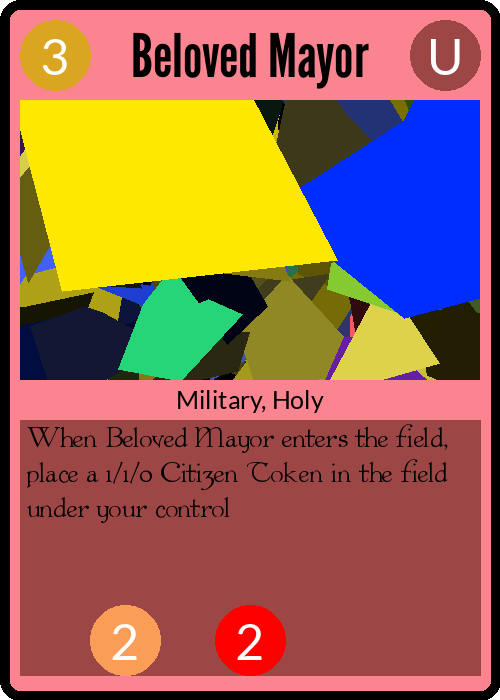 3 Beloved Mayor U
Military, Holy
When Beloved Mayor enters the field,
place a 1/1/0 Citizen Token in the field
under your control
2 2